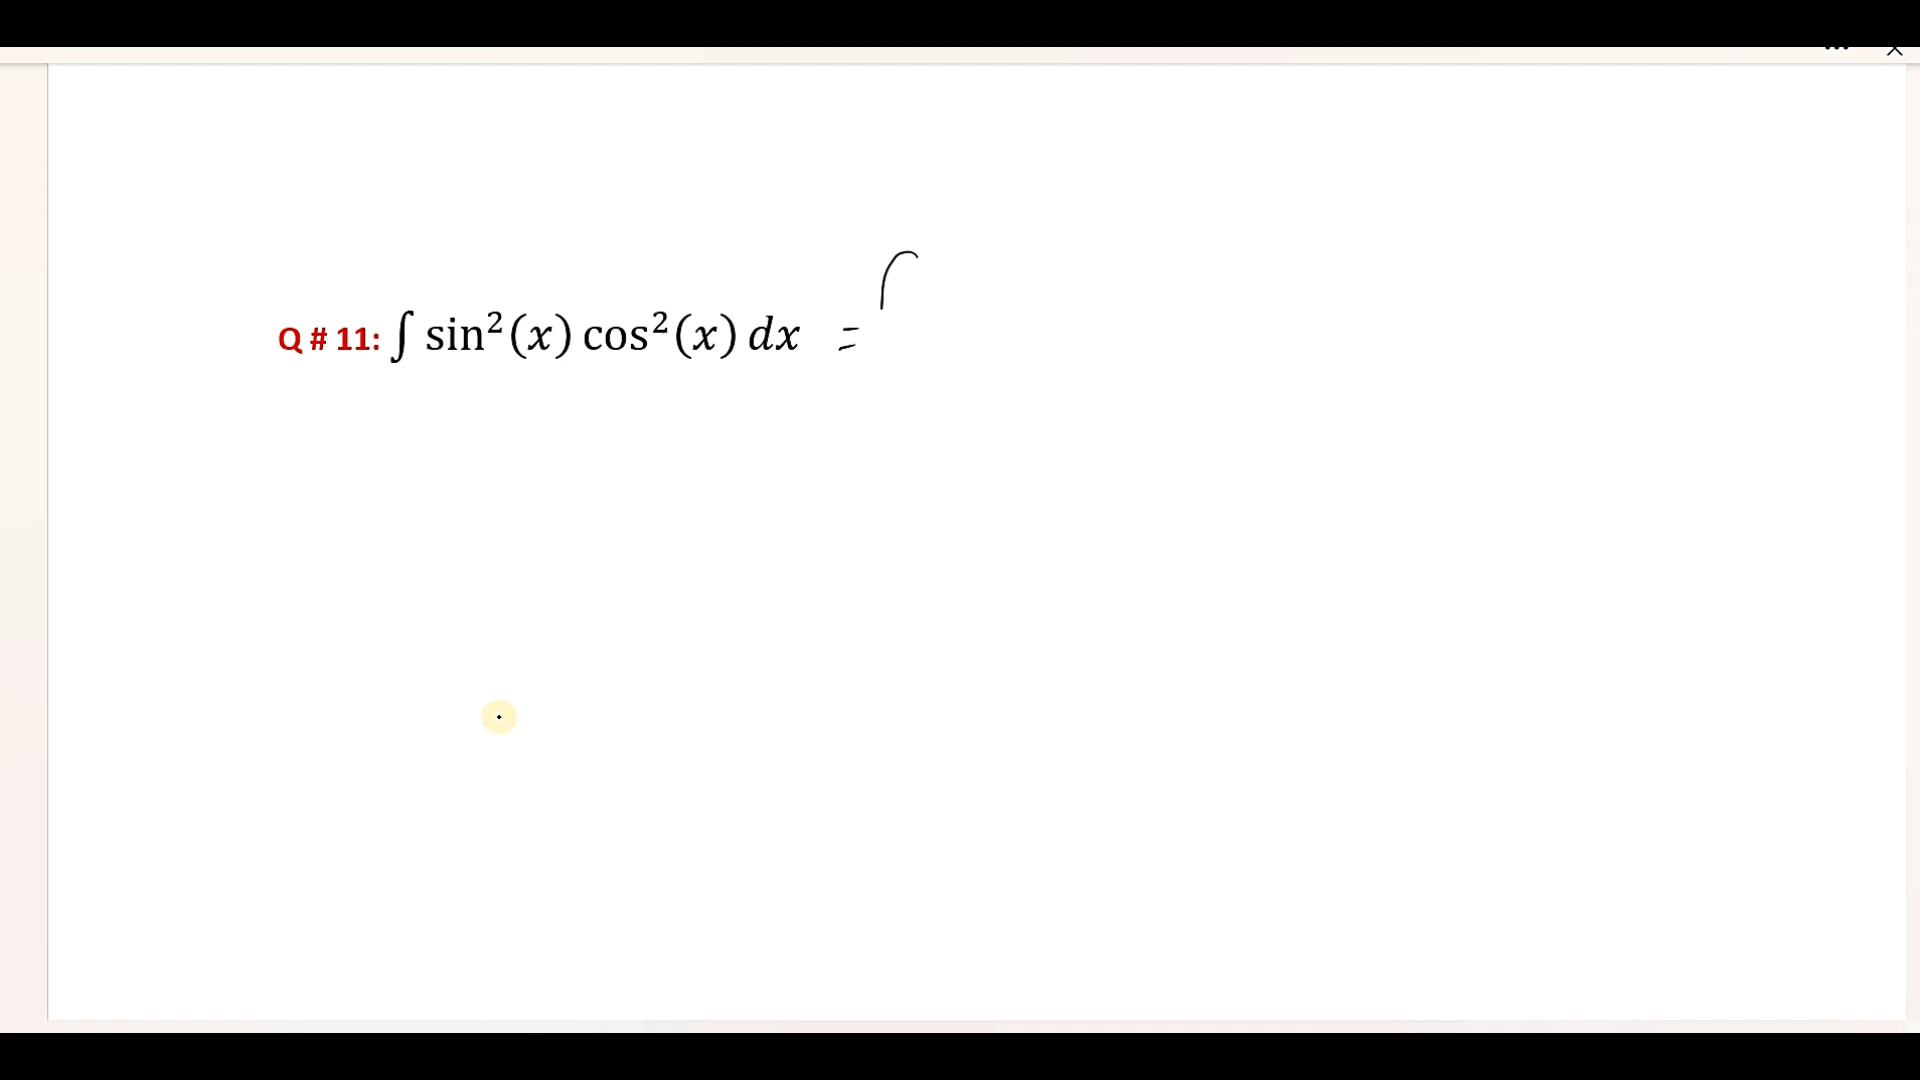 Q # 11: ∫ sin²(x) cos²(x) dx =